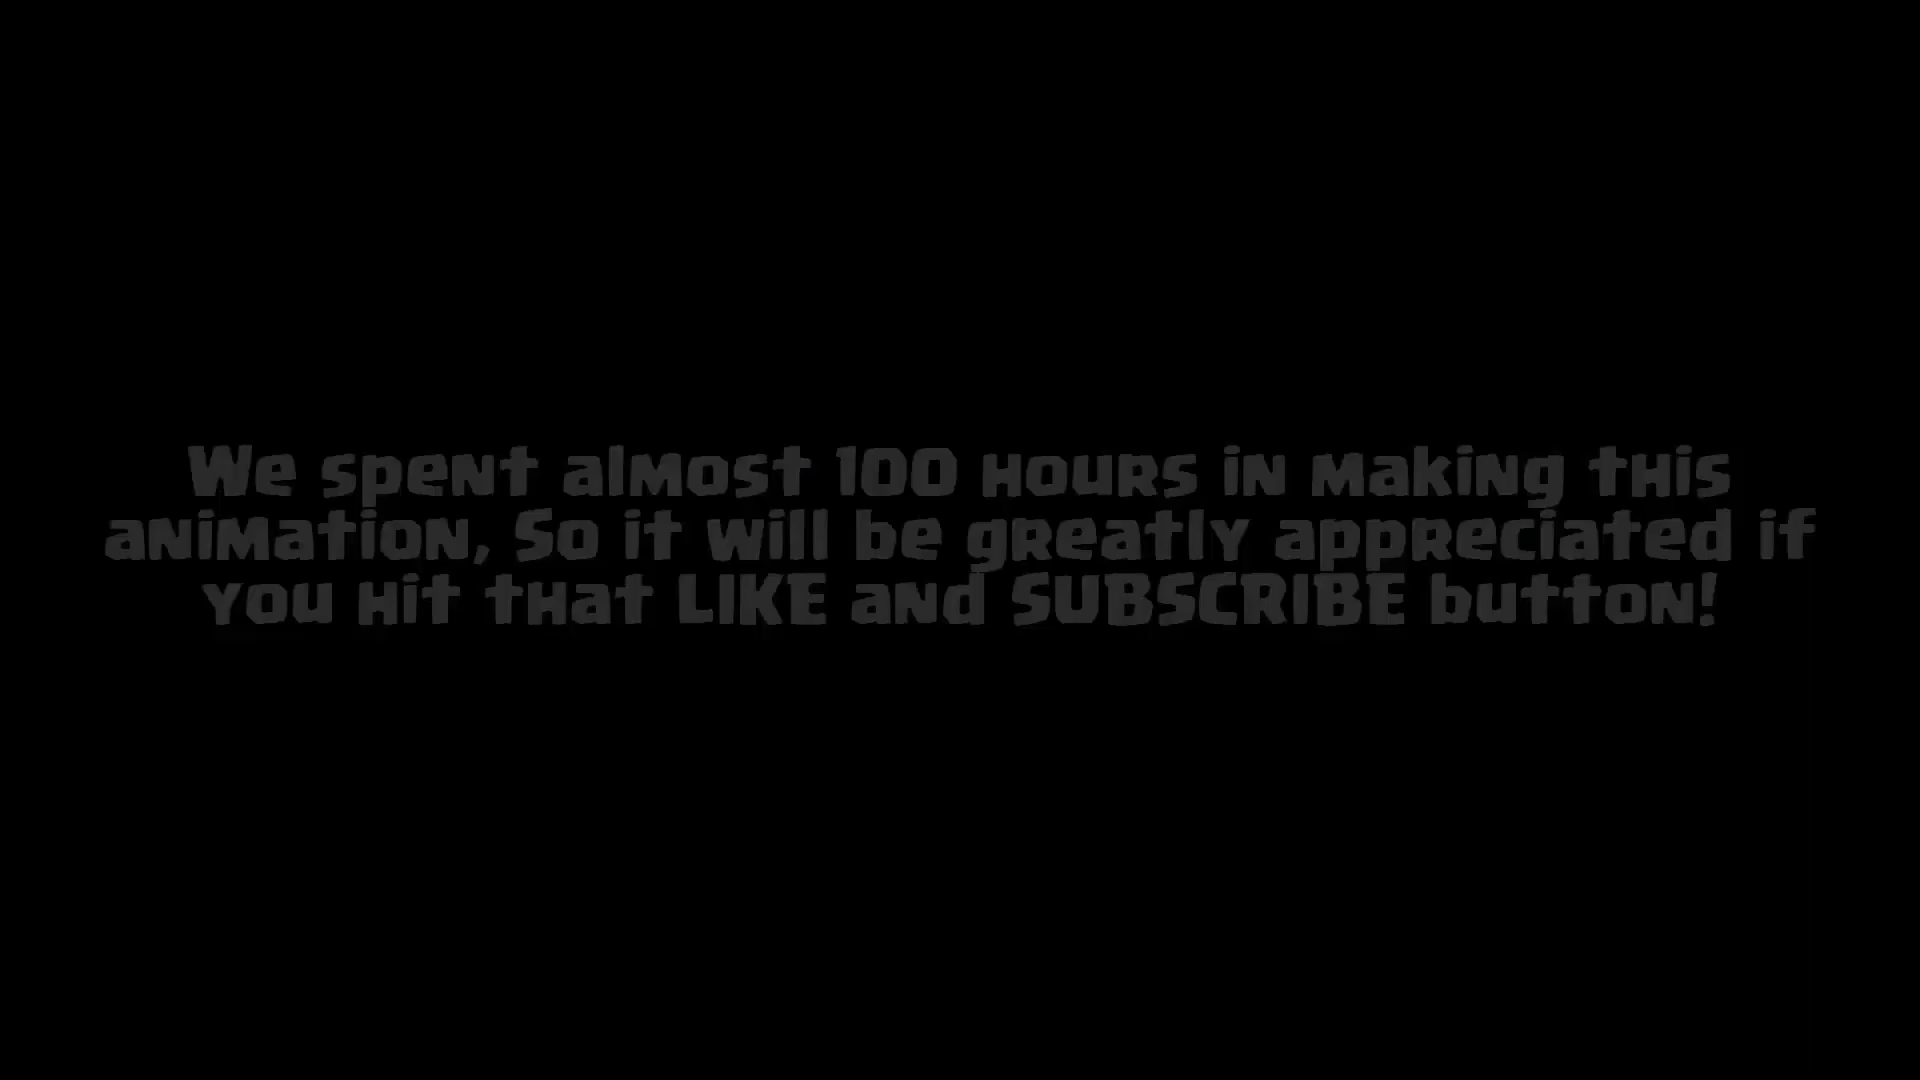 We spent almost 100 hours in making this
animation, So it will be greatly appreciated if
you hit that LIKE and SUBSCRIBE button!